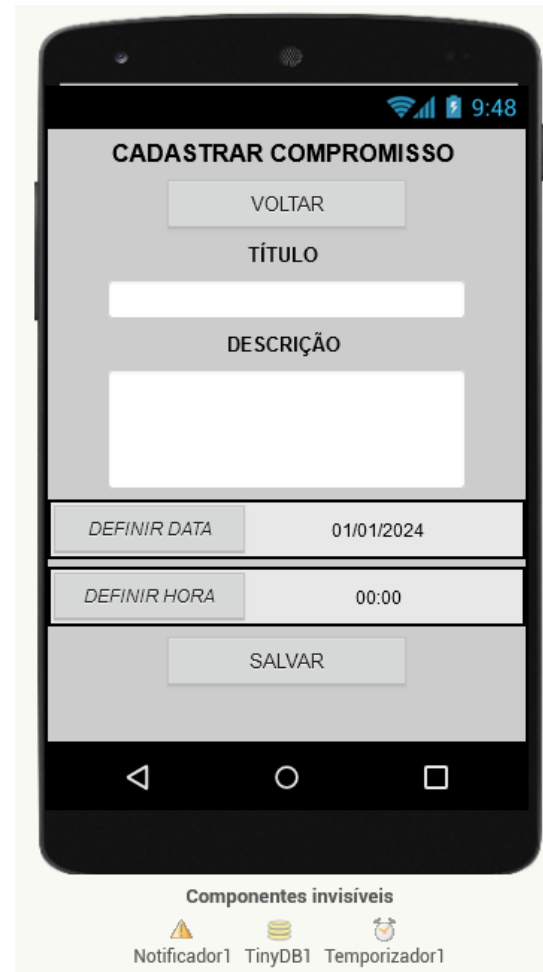 9:48
CADASTRAR COMPROMISSO
VOLTAR
TÍTULO
DESCRIÇÃO
DEFINIR DATA 01/01/2024
DEFINIR HORA 00:00
SALVAR
Componentes invisíveis
Notificador1 TinyDB1 Temporizador1